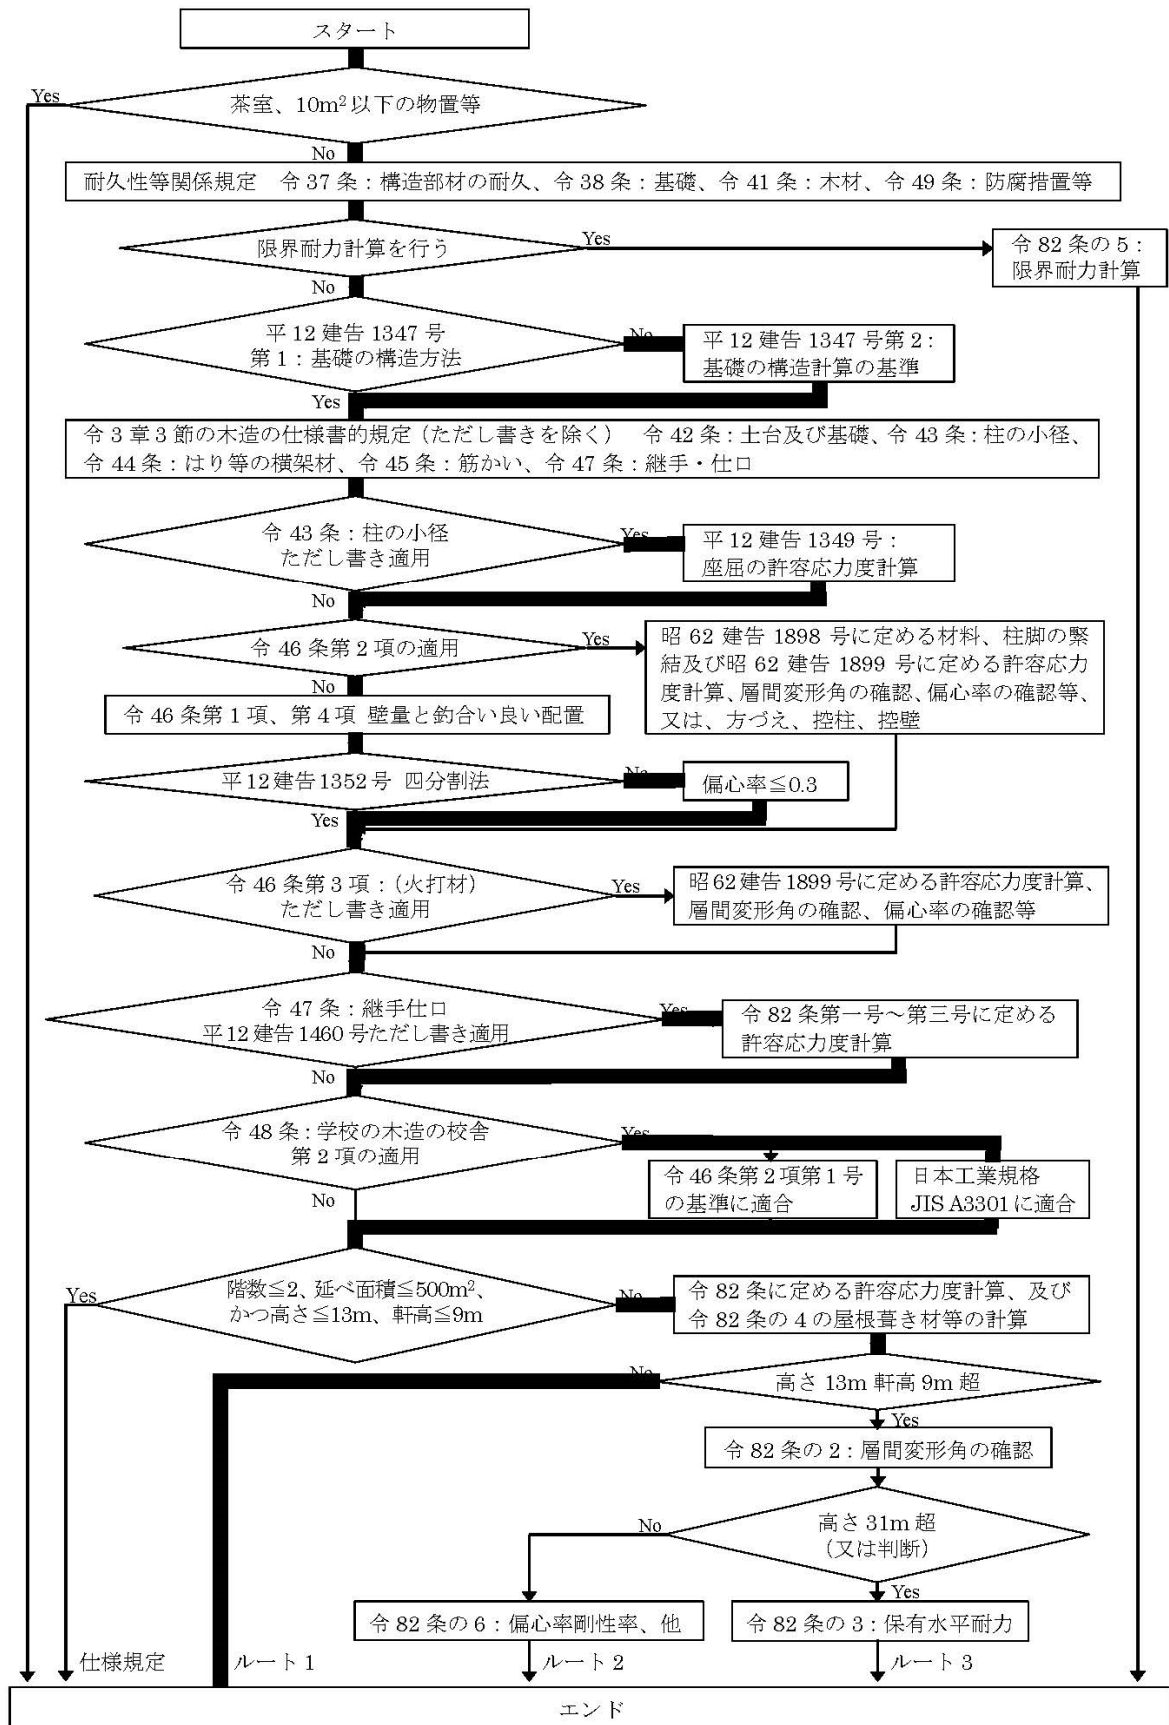 スタート
Yes
茶室、10m²以下の物置等
No
耐久性等関係規定　令37条：構造部材の耐久、令38条：基礎、令41条：木材、令49条：防腐措置等
限界耐力計算を行う
Yes
令82条の5：
限界耐力計算
No
平12建告1347号
第1：基礎の構造方法
No
平12建告1347号第2：
基礎の構造計算の基準
Yes
令3章3節の木造の仕様書的規定（ただし書きを除く）　令42条：土台及び基礎、令43条：柱の小径、
令44条：はり等の横架材、令45条：筋かい、令47条：継手・仕口
令43条：柱の小径
ただし書き適用
Yes
平12建告1349号：
座屈の許容応力度計算
No
令46条第2項の適用
Yes
昭62建告1898号に定める材料、柱脚の緊
結及び昭62建告1899号に定める許容応力
度計算、層間変形角の確認、偏心率の確認等、
又は、方づえ、控柱、控壁
No
令46条第1項、第4項 壁量と釣合い良い配置
平12建告1352号 四分割法
No
偏心率≦0.3
Yes
令46条第3項：（火打材）
ただし書き適用
Yes
昭62建告1899号に定める許容応力度計算、
層間変形角の確認、偏心率の確認等
No
令47条：継手仕口
平12建告1460号ただし書き適用
Yes
令82条第一号～第三号に定める
許容応力度計算
No
令48条：学校の木造の校舎
第2項の適用
Yes
令46条第2項第1号
の基準に適合
日本工業規格
JIS A3301に適合
No
階数≦2、延べ面積≦500m²、
かつ高さ≦13m、軒高≦9m
Yes
No
令82条に定める許容応力度計算、及び
令82条の4の屋根葺き材等の計算
高さ13m 軒高9m超
No
Yes
令82条の2：層間変形角の確認
高さ31m超
（又は判断）
No
Yes
令82条の6：偏心率剛性率、他
令82条の3：保有水平耐力
仕様規定
ルート1
ルート2
ルート3
エンド